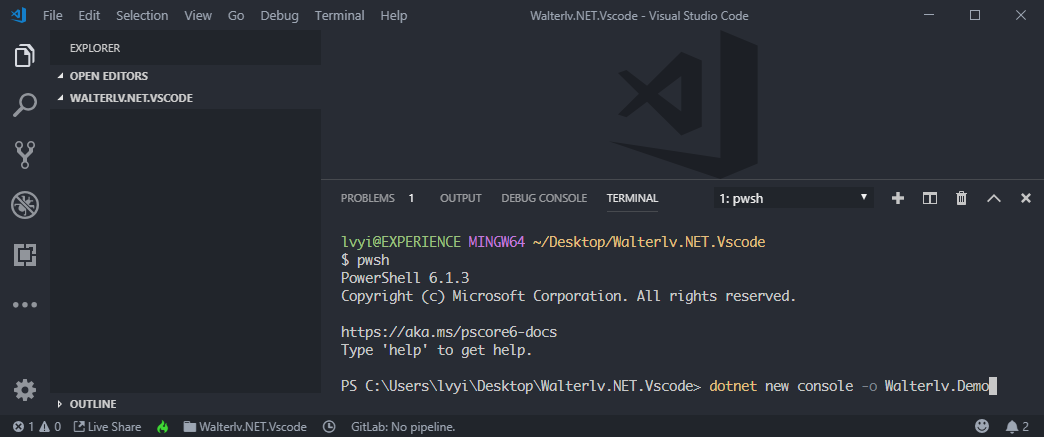 File Edit Selection View Go Debug Terminal Help Walterlv.NET.Vscode - Visual Studio Code
EXPLORER
OPEN EDITORS
WALTERLV.NET.VSCODE
PROBLEMS 1 OUTPUT DEBUG CONSOLE TERMINAL 1: pwsh
lvyi@EXPERIENCE MINGW64 ~/Desktop/Walterlv.NET.Vscode
$ pwsh
PowerShell 6.1.3
Copyright (c) Microsoft Corporation. All rights reserved.
https://aka.ms/pscore6-docs
Type 'help' to get help.
PS C:\Users\lvyi\Desktop\Walterlv.NET.Vscode> dotnet new console -o Walterlv.Demo
OUTLINE
1 0 Live Share Walterlv.NET.Vscode GitLab: No pipeline. 2